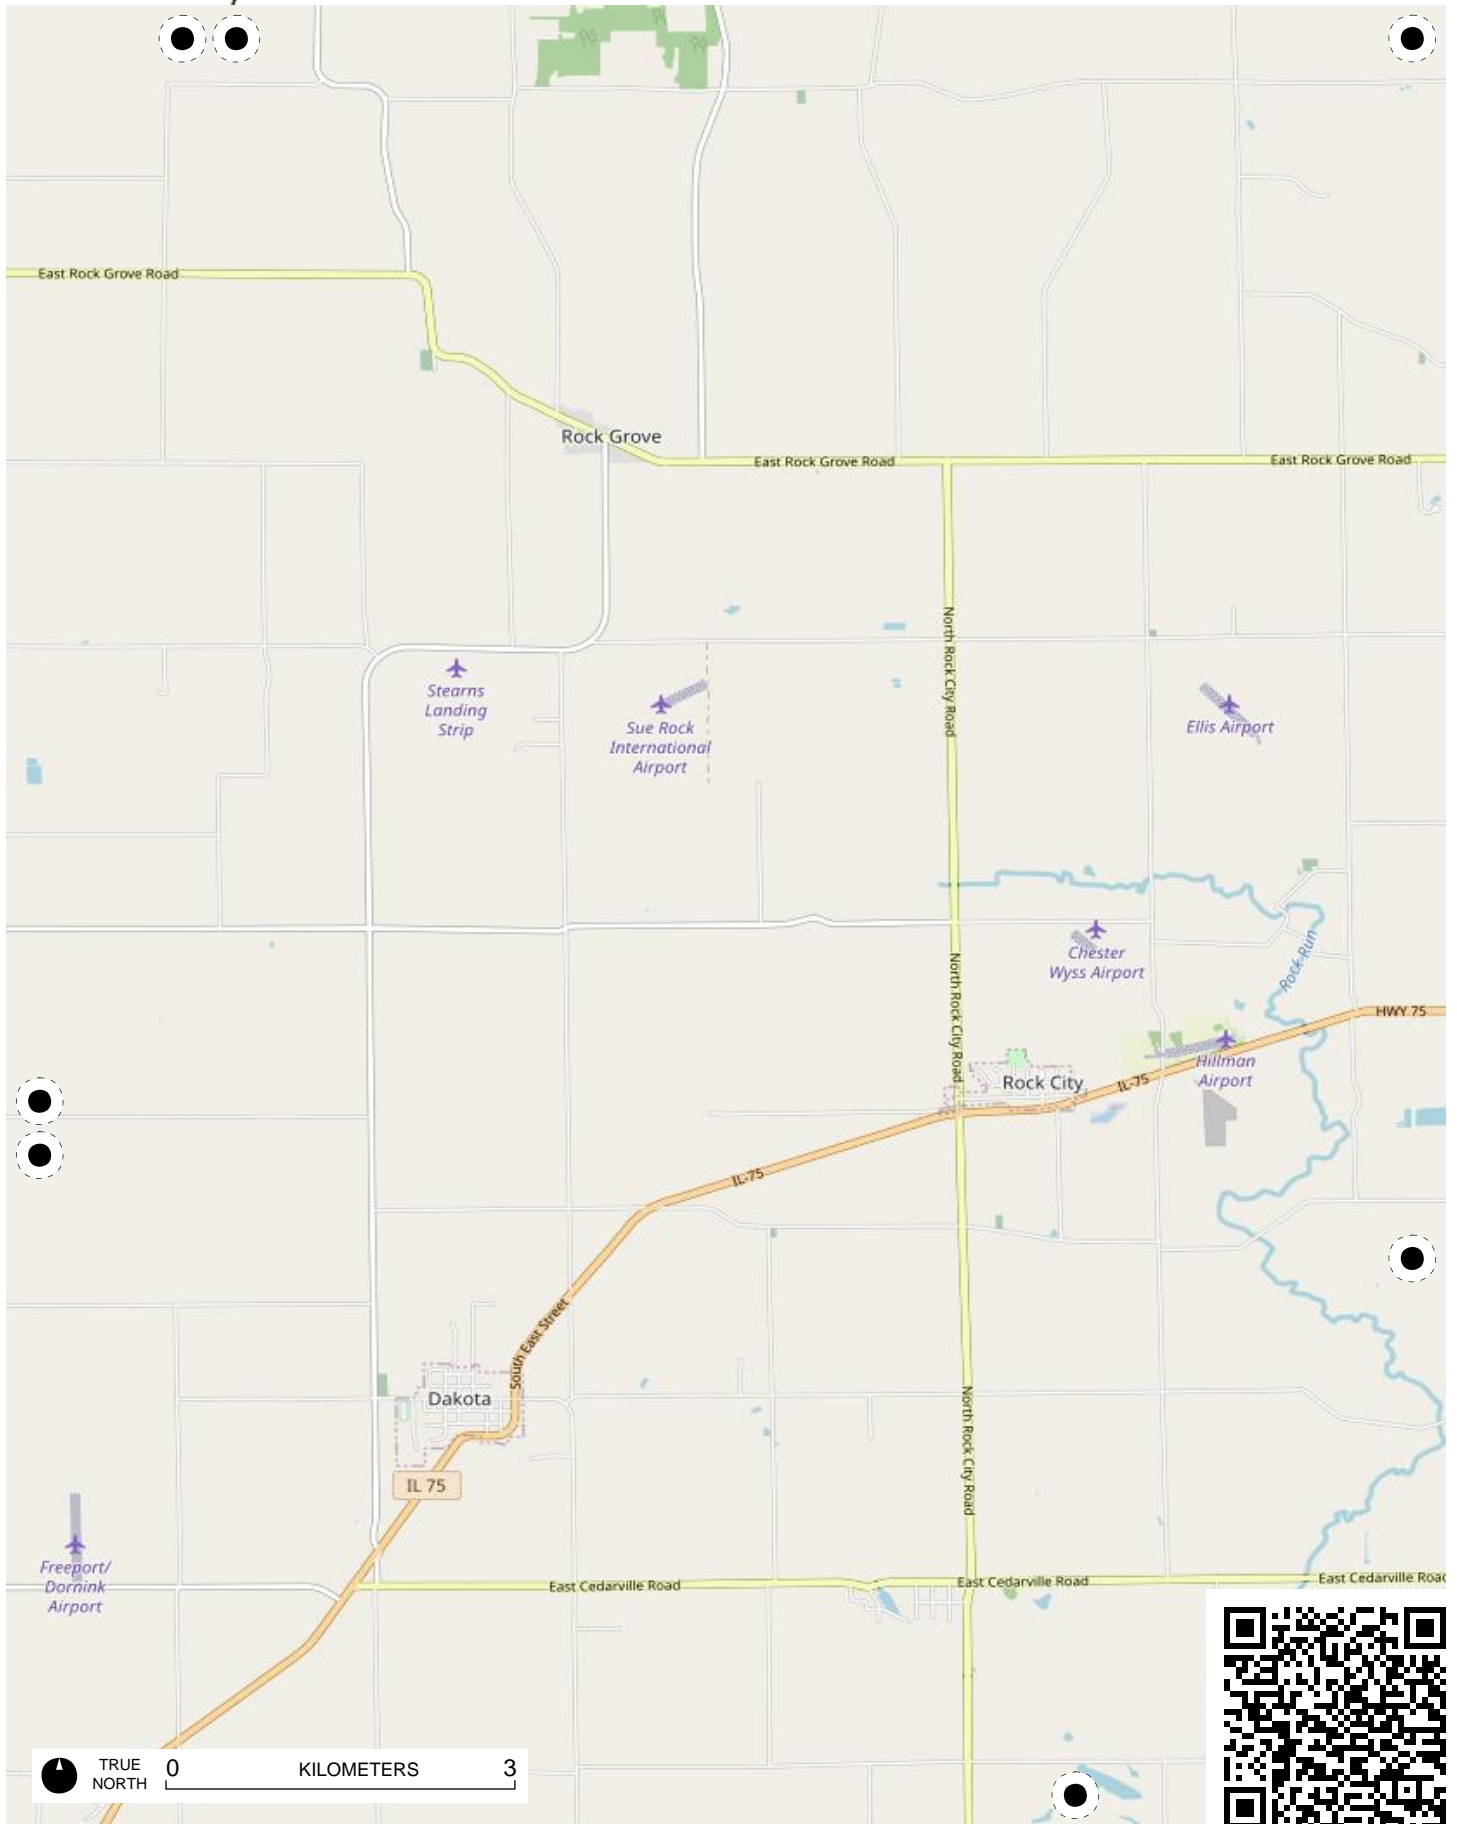 East Rock Grove Road
Rock Grove
East Rock Grove Road
East Rock Grove Road
North Rock City Road
Stearns
Landing
Strip
Sue Rock
International
Airport
Ellis Airport
Chester
Wyss Airport
North Rock City Road
Rock Run
HWY 75
Hillman
Airport
Rock City
IL-75
IL-75
South East Street
Dakota
North Rock City Road
IL 75
Freeport/
Dornink
Airport
East Cedarville Road
East Cedarville Road
East Cedarville Road
TRUE
NORTH
0 KILOMETERS 3